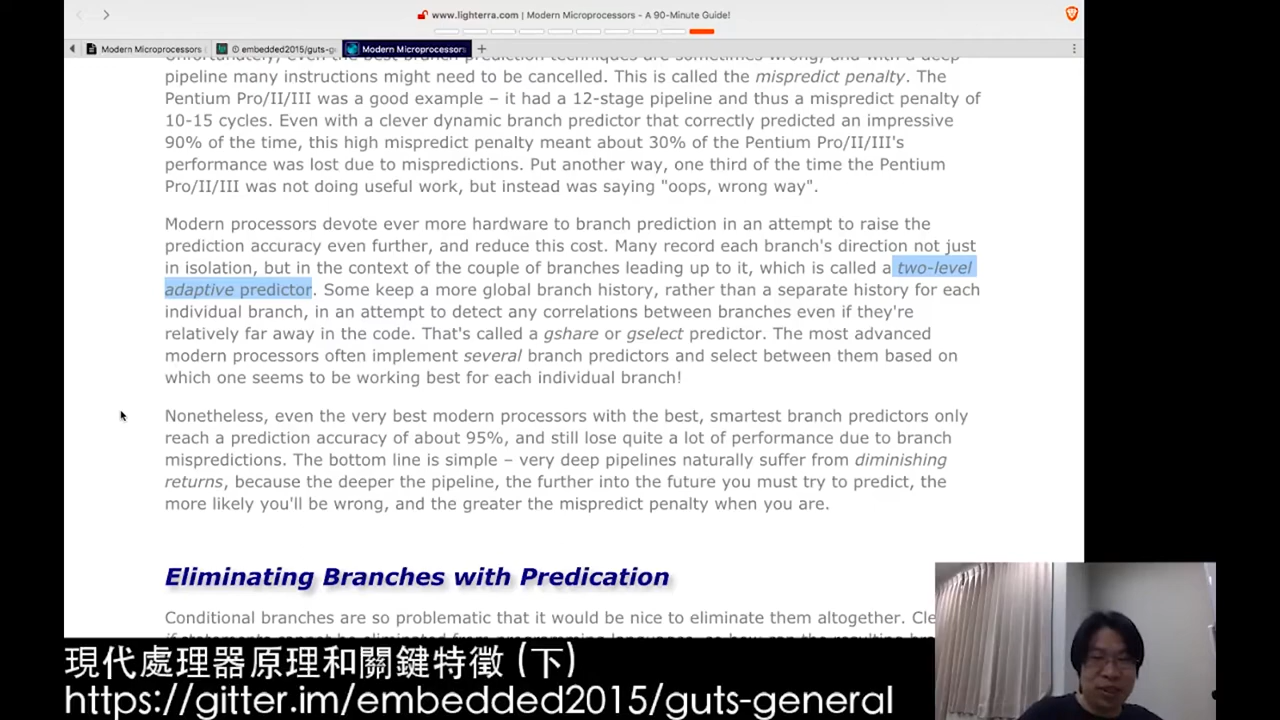 www.lighterra.com | Modern Microprocessors - A 90-Minute Guide!
Modern Microprocessors
embedded2015/guts-g
Modern Microprocessors
Unfortunately, even the best branch prediction techniques are sometimes wrong, and with a deep
pipeline many instructions might need to be cancelled. This is called the mispredict penalty. The
Pentium Pro/II/III was a good example – it had a 12-stage pipeline and thus a mispredict penalty of
10-15 cycles. Even with a clever dynamic branch predictor that correctly predicted an impressive
90% of the time, this high mispredict penalty meant about 30% of the Pentium Pro/II/III's
performance was lost due to mispredictions. Put another way, one third of the time the Pentium
Pro/II/III was not doing useful work, but instead was saying "oops, wrong way".
Modern processors devote ever more hardware to branch prediction in an attempt to raise the
prediction accuracy even further, and reduce this cost. Many record each branch's direction not just
in isolation, but in the context of the couple of branches leading up to it, which is called a two-level
adaptive predictor. Some keep a more global branch history, rather than a separate history for each
individual branch, in an attempt to detect any correlations between branches even if they're
relatively far away in the code. That's called a gshare or gselect predictor. The most advanced
modern processors often implement several branch predictors and select between them based on
which one seems to be working best for each individual branch!
Nonetheless, even the very best modern processors with the best, smartest branch predictors only
reach a prediction accuracy of about 95%, and still lose quite a lot of performance due to branch
mispredictions. The bottom line is simple – very deep pipelines naturally suffer from diminishing
returns, because the deeper the pipeline, the further into the future you must try to predict, the
more likely you'll be wrong, and the greater the mispredict penalty when you are.
Eliminating Branches with Predication
Conditional branches are so problematic that it would be nice to eliminate them altogether. Cle
現代處理器原理和關鍵特徵 (下)
https://gitter.im/embedded2015/guts-general